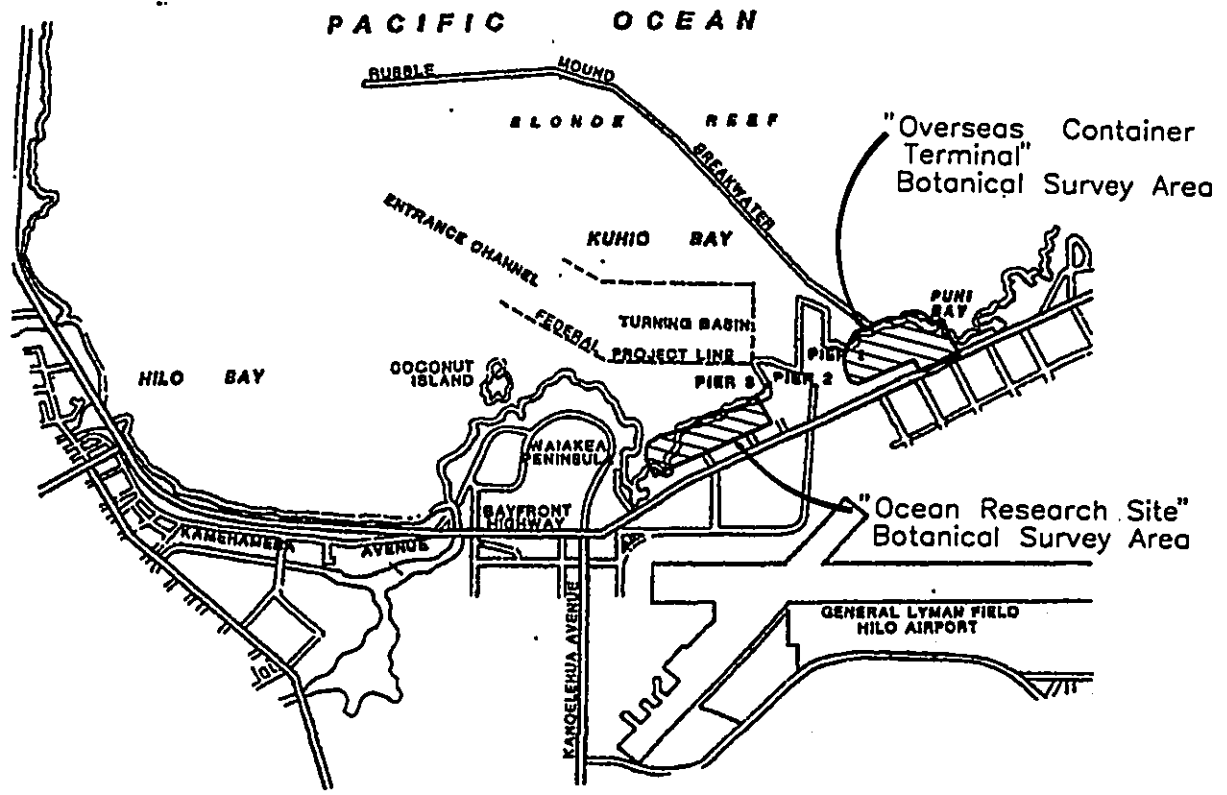 PACIFIC OCEAN
RUBBLE MOUND
BLONDE REEF
BREAKWATER
"Overseas Container
Terminal"
Botanical Survey Area
ENTRANCE CHANNEL
KUHIO BAY
PUHI
BAY
FEDERAL
TURNING BASIN
PROJECT LINE
PIER 1
PIER 3
PIER 2
COCONUT
ISLAND
HILO BAY
WAIAKEA
PENINSULA
BAYFRONT
HIGHWAY
KAMEHAMEHA AVENUE
"Ocean Research Site"
Botanical Survey Area
KANOELEHUA AVENUE
GENERAL LYMAN FIELD
HILO AIRPORT